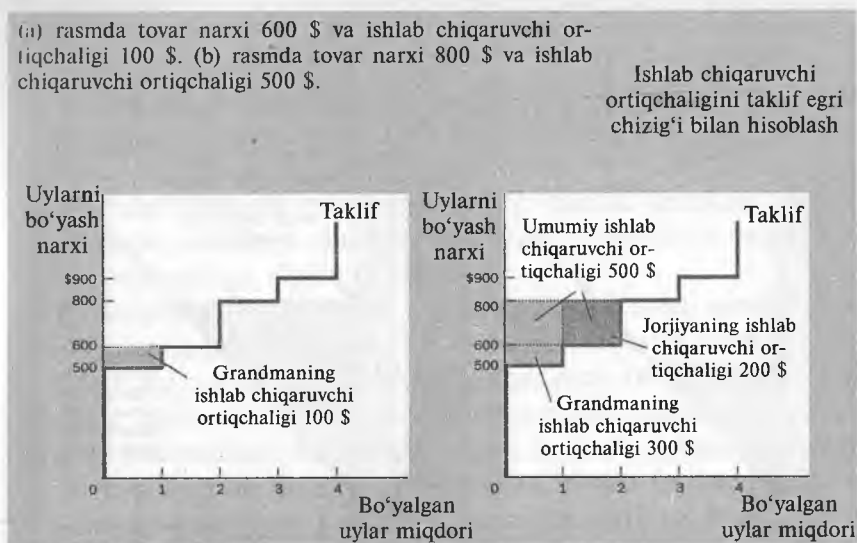 (a) rasmda tovar narxi 600 $ va ishlab chiqaruvchi or-
tiqchaligi 100 $. (b) rasmda tovar narxi 800 $ va ishlab
chiqaruvchi ortiqchaligi 500 $.
Ishlab chiqaruvchi
ortiqchaligini taklif egri
chizig‘i bilan hisoblash
Uylarni
bo‘yash
narxi
Taklif
$900
800
600
500
Grandmaning
ishlab chiqaruvchi
ortiqchaligi 100 $
0 1 2 3 4
Bo‘yalgan
uylar miqdori
Uylarni
bo‘yash
narxi
Umumiy ishlab
chiqaruvchi or-
tiqchaligi 500 $
Taklif
$900
800
600
500
Jorjiyaning ishlab
chiqaruvchi or-
tiqchaligi 200 $
Grandmaning
ishlab chiqaruvchi
ortiqchaligi 300 $
0 1 2 3 4
Bo‘yalgan
uylar miqdori